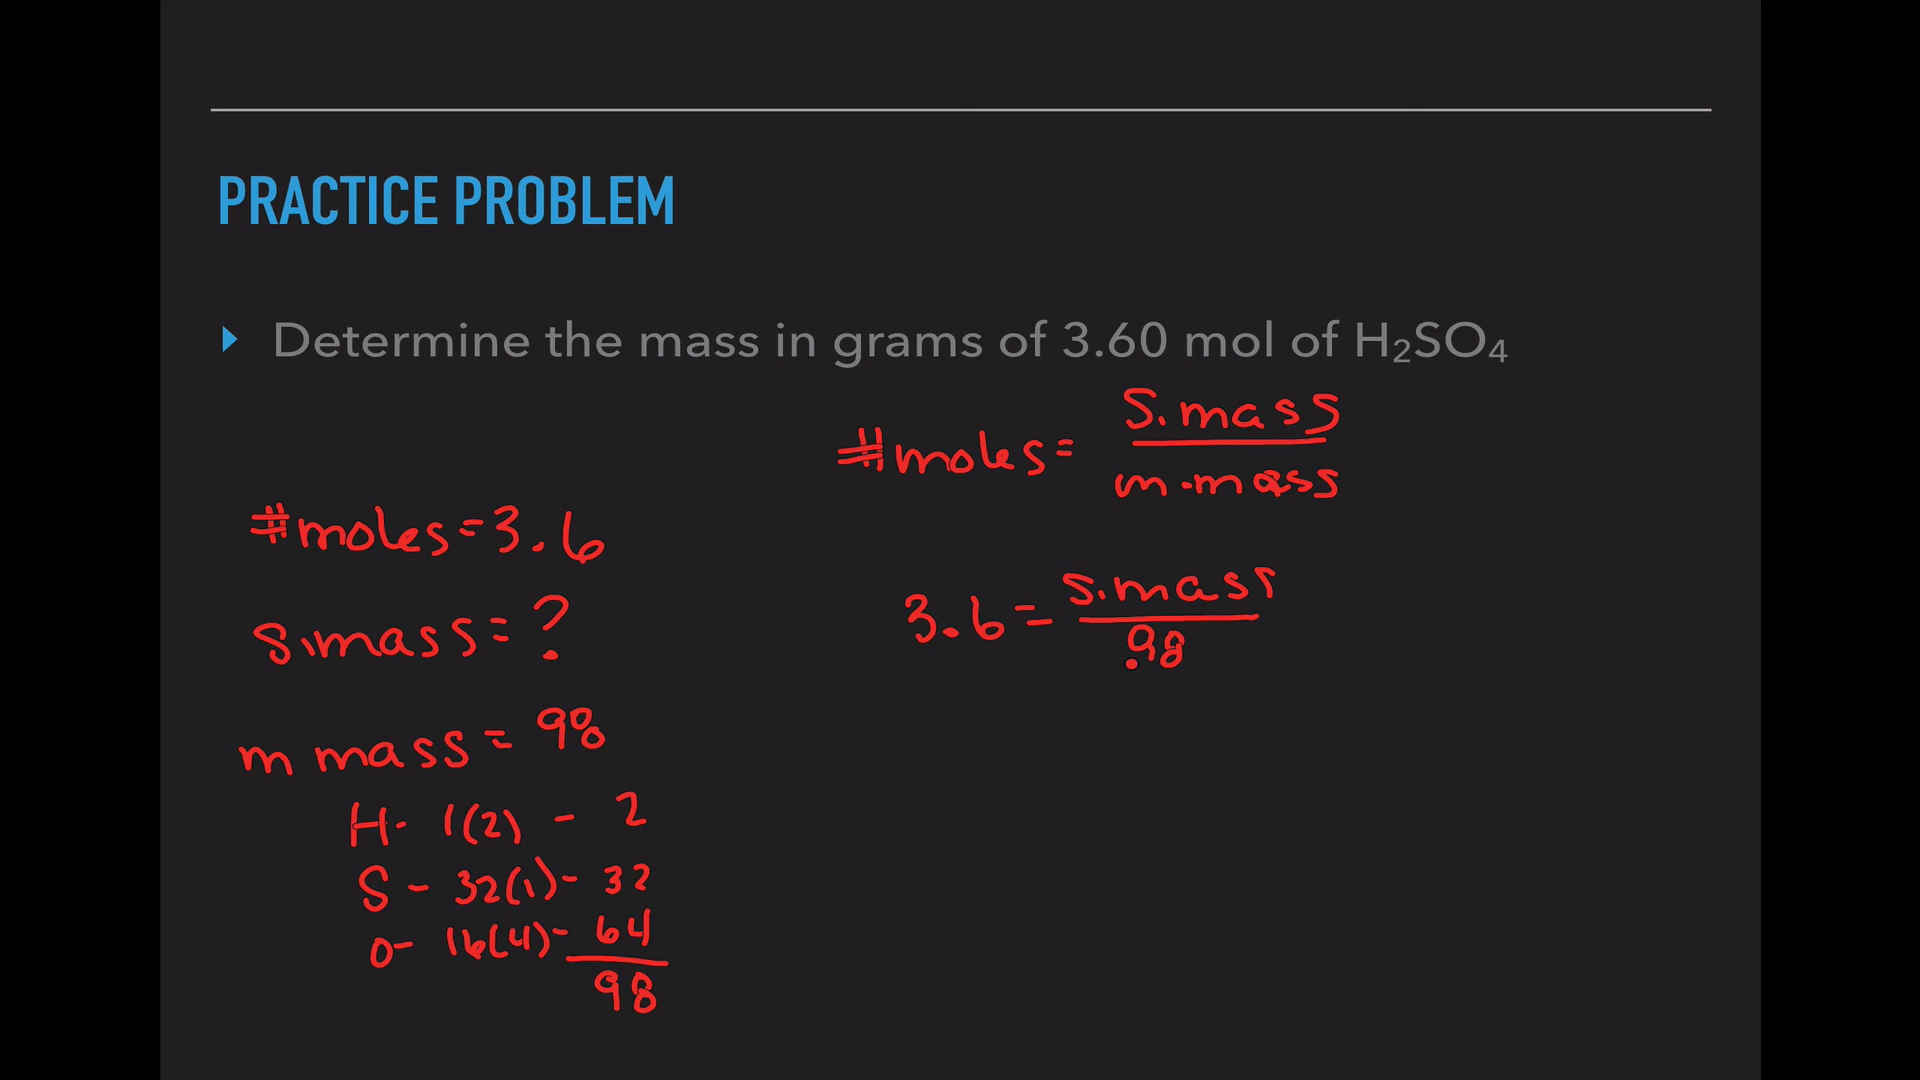 PRACTICE PROBLEM
Determine the mass in grams of 3.60 mol of H₂SO₄
#moles = S.mass
m.mass
#moles = 3.6
3.6 = s.mass
98
s.mass = ?
m mass = 98
H- 1(2) - 2
S - 32(1) - 32
O- 16(4) - 64
98